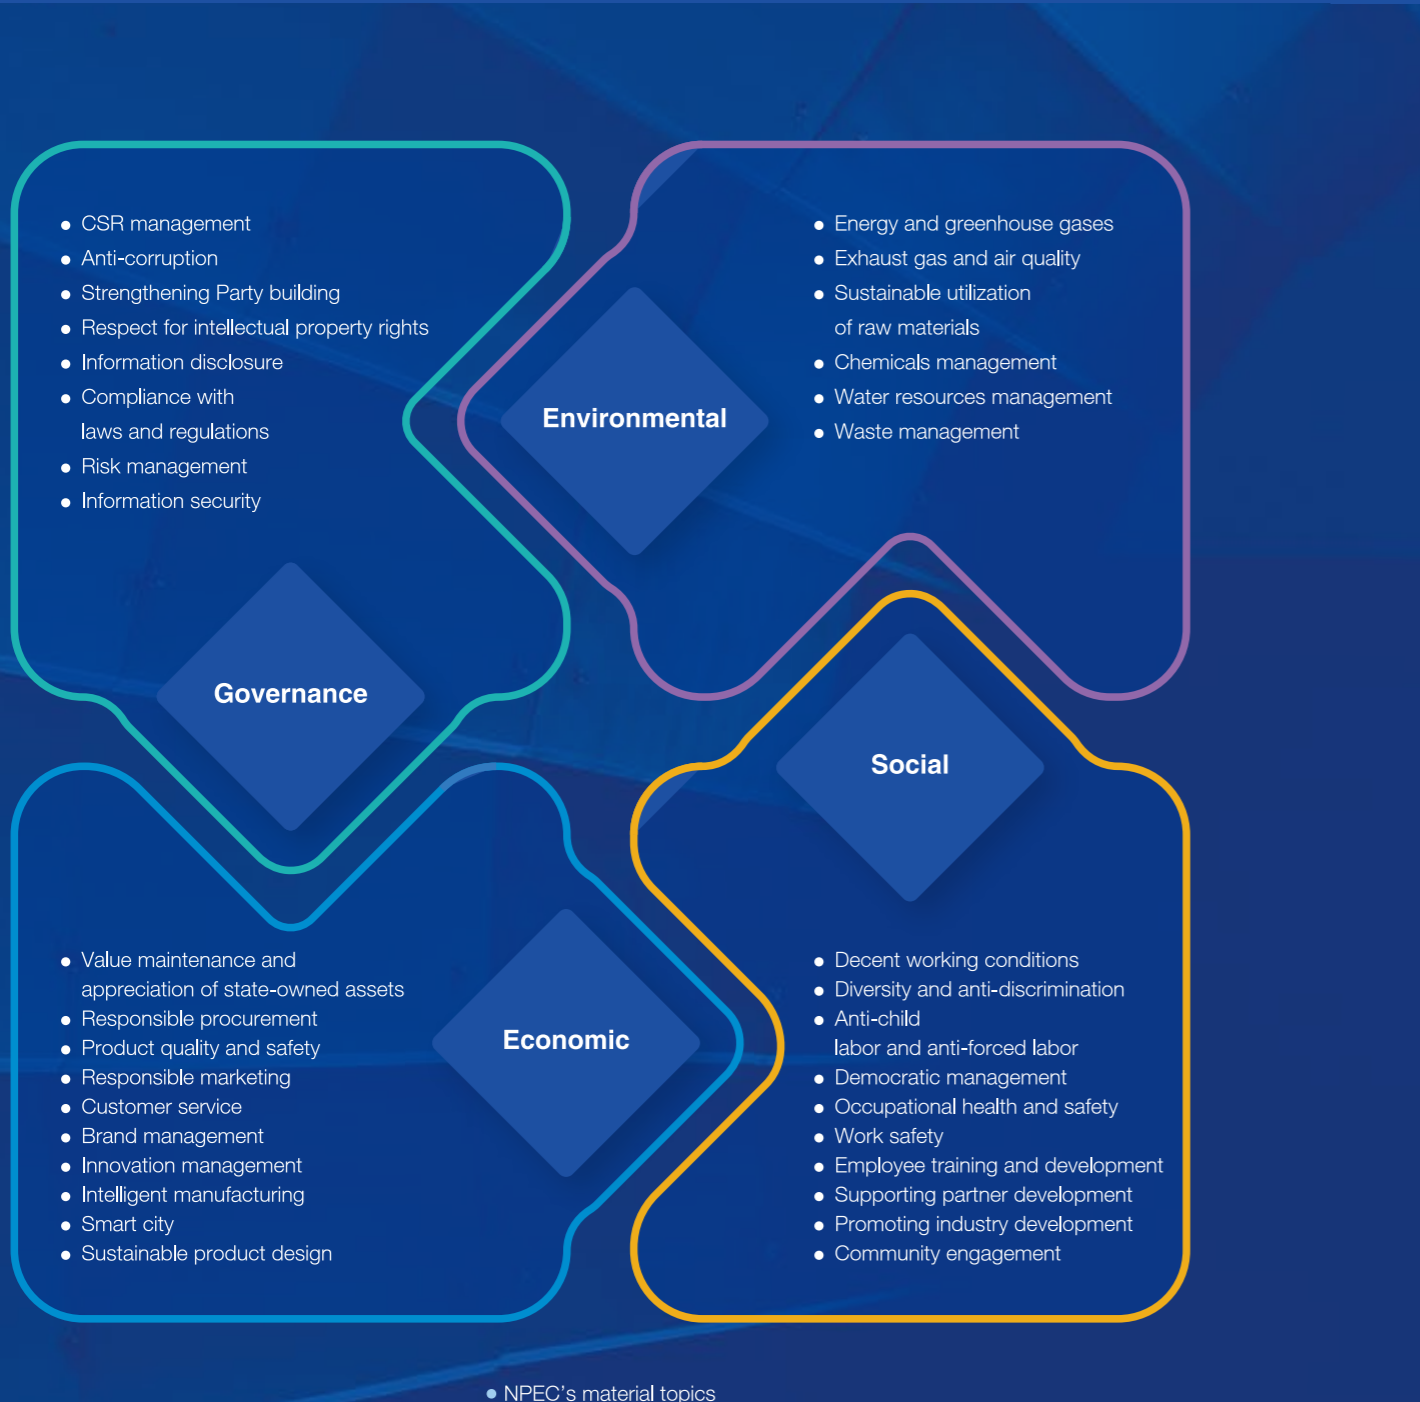 • CSR management
• Anti-corruption
• Strengthening Party building
• Respect for intellectual property rights
• Information disclosure
• Compliance with
laws and regulations
• Risk management
• Information security
Governance
• Energy and greenhouse gases
• Exhaust gas and air quality
• Sustainable utilization
of raw materials
• Chemicals management
• Water resources management
• Waste management
Environmental
• Value maintenance and
appreciation of state-owned assets
• Responsible procurement
• Product quality and safety
• Responsible marketing
• Customer service
• Brand management
• Innovation management
• Intelligent manufacturing
• Smart city
• Sustainable product design
Economic
Social
• Decent working conditions
• Diversity and anti-discrimination
• Anti-child
labor and anti-forced labor
• Democratic management
• Occupational health and safety
• Work safety
• Employee training and development
• Supporting partner development
• Promoting industry development
• Community engagement
• NPEC's material topics